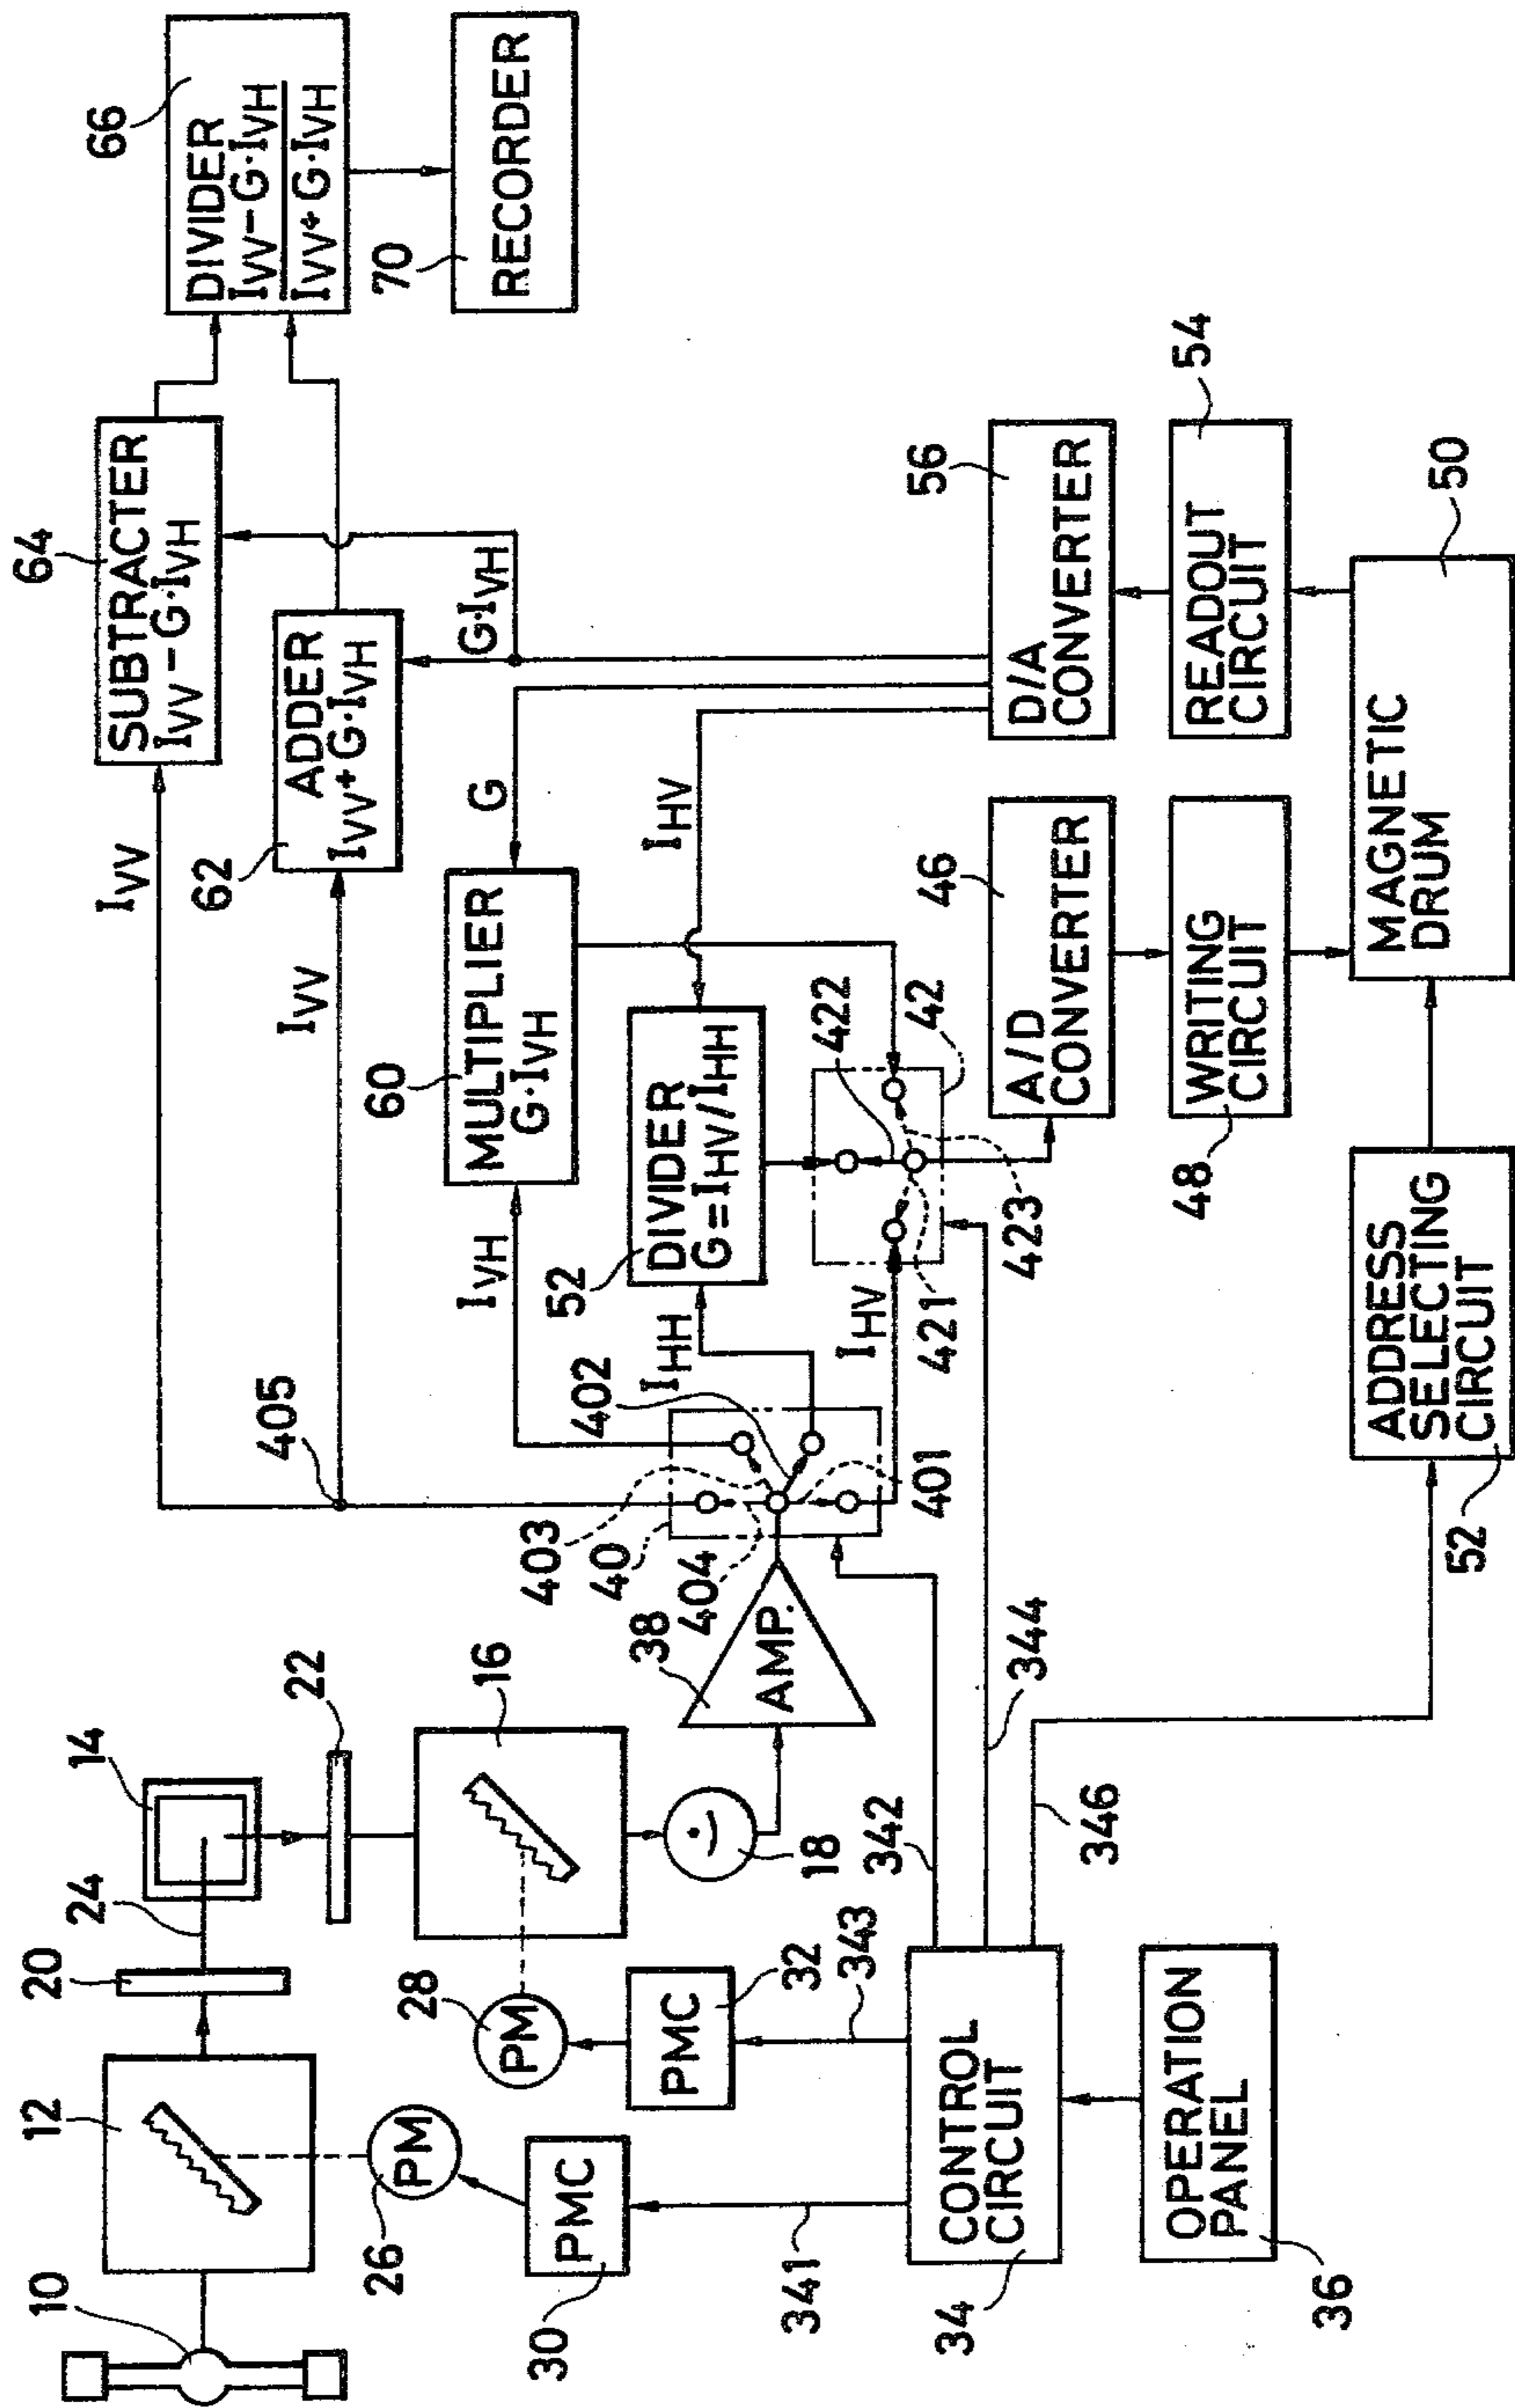 10
12
20
24
14
22
16
18
26
PM
28
PM
30
PMC
32
PMC
341
343
34
CONTROL
CIRCUIT
36
OPERATION
PANEL
342
344
346
38
AMP.
40
401
402
403
404
405
IVV
IVV
IVH
IHH
IHV
64
SUBTRACTER
IVV - G·IVH
62
ADDER
IVV + G·IVH
60
MULTIPLIER
G·IVH
52
DIVIDER
G = IHV/IHH
G
IHV
G·IVH
42
421
422
423
46
A/D
CONVERTER
48
WRITING
CIRCUIT
50
MAGNETIC
DRUM
52
ADDRESS
SELECTING
CIRCUIT
54
READOUT
CIRCUIT
56
D/A
CONVERTER
66
DIVIDER
IVV - G·IVH
IVV + G·IVH
70
RECORDER